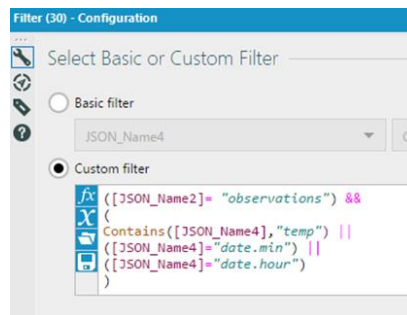 Filter (30) - Configuration
Select Basic or Custom Filter
Basic filter
JSON_Name4
Custom filter
([JSON_Name2]= "observations") &&
(
Contains([JSON_Name4],"temp") ||
([JSON_Name4]="date.min") ||
([JSON_Name4]="date.hour")
)